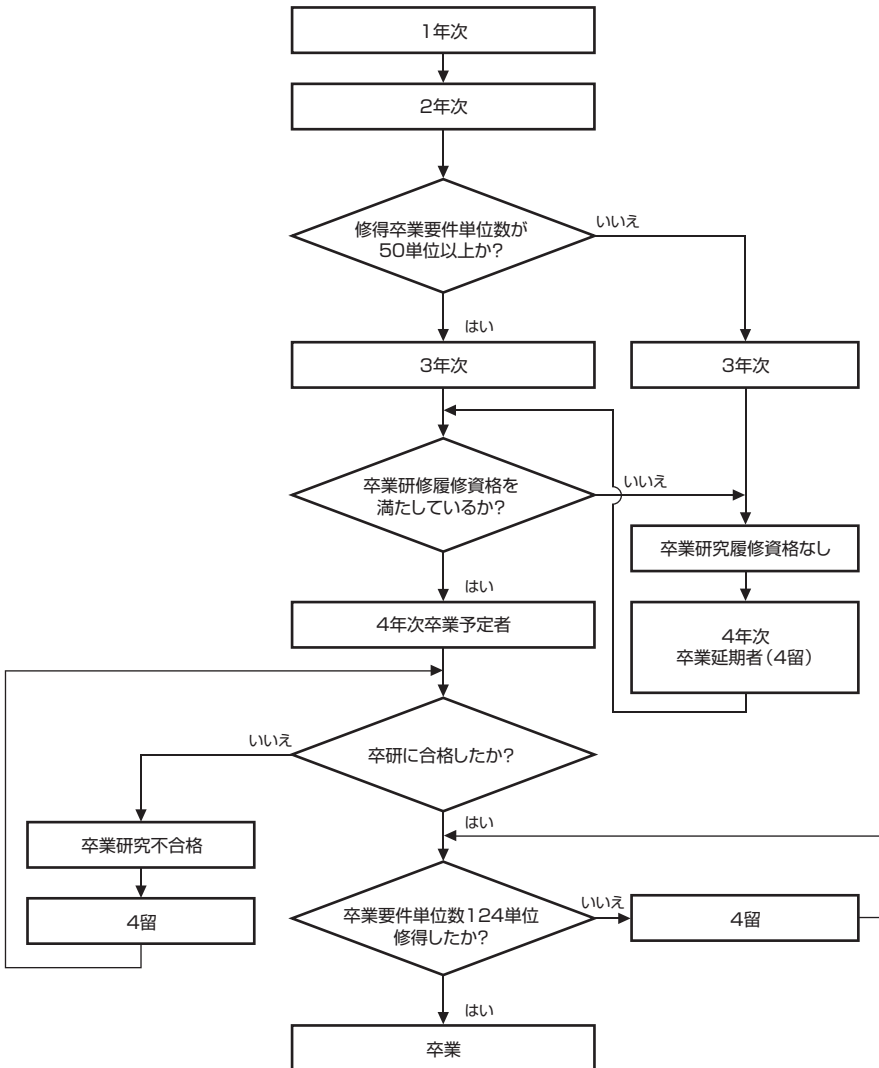 1年次
2年次
修得卒業要件単位数が
50単位以上か?
いいえ
はい
3年次
3年次
卒業研修履修資格を
満たしているか?
いいえ
卒業研究履修資格なし
はい
4年次卒業予定者
4年次
卒業延期者(4留)
いいえ
卒研に合格したか?
はい
卒業研究不合格
4留
卒業要件単位数124単位
修得したか?
いいえ
4留
はい
卒業